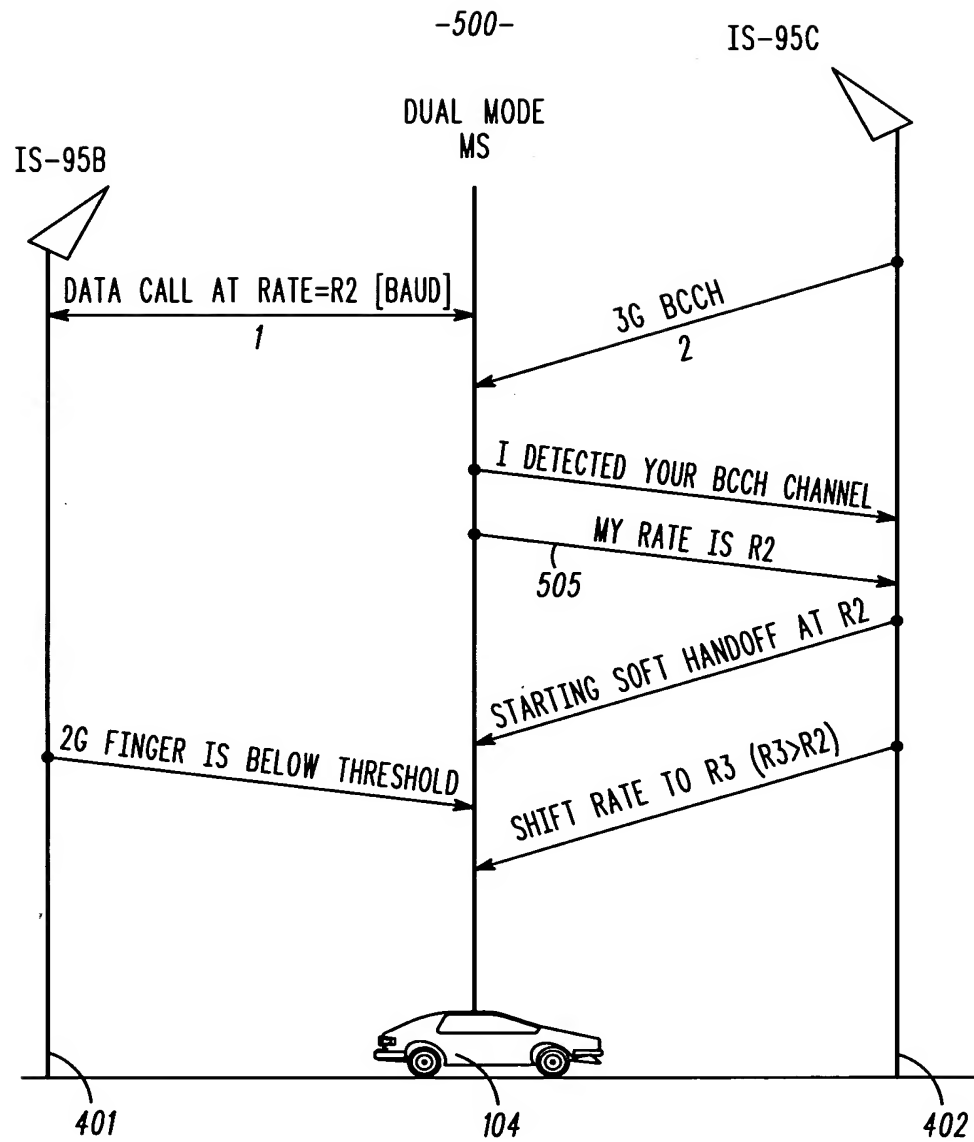 -500-
IS-95C
DUAL MODE
MS
IS-95B
DATA CALL AT RATE=R2 [BAUD]
1
3G BCCH
2
I DETECTED YOUR BCCH CHANNEL
MY RATE IS R2
505
STARTING SOFT HANDOFF AT R2
2G FINGER IS BELOW THRESHOLD
SHIFT RATE TO R3 (R3>R2)
401
104
402